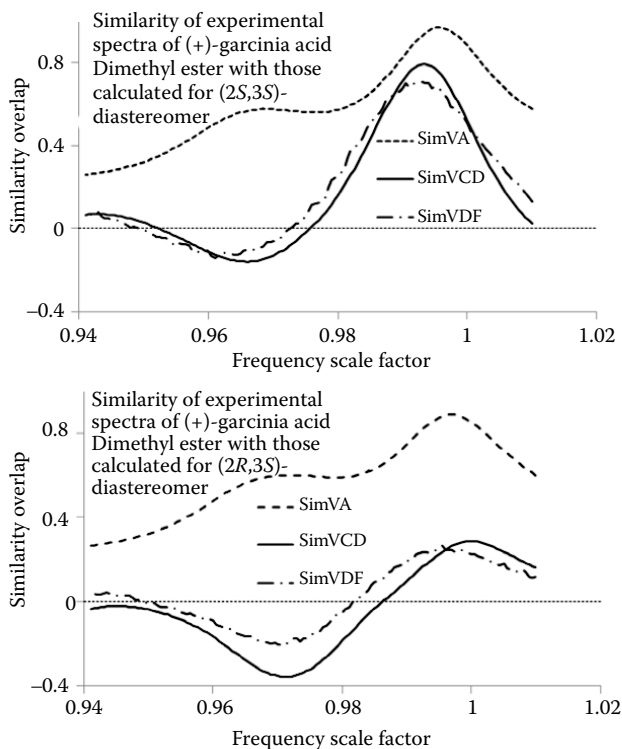 Similarity of experimental
spectra of (+)-garcinia acid
Dimethyl ester with those
calculated for (2S,3S)-
diastereomer
0.8
0.4
0
–0.4
Similarity overlap
SimVA
SimVCD
SimVDF
0.94
0.96
0.98
1
1.02
Frequency scale factor
Similarity of experimental
spectra of (+)-garcinia acid
Dimethyl ester with those
calculated for (2R,3S)-
diastereomer
0.8
0.4
0
–0.4
Similarity overlap
SimVA
SimVCD
SimVDF
0.94
0.96
0.98
1
1.02
Frequency scale factor